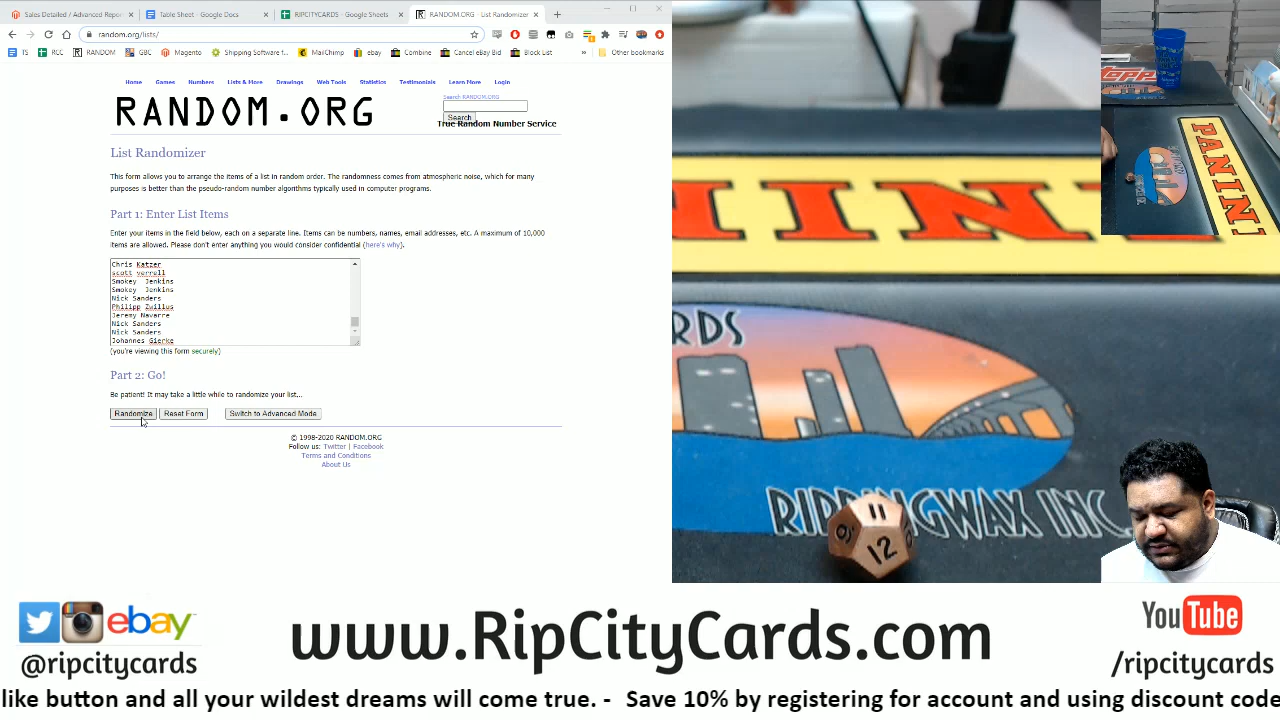 Sales Detailed / Advanced Repor
Table Sheet - Google Docs
RIPCITYCARDS - Google Sheets
RANDOM.ORG - List Randomizer
random.org/lists/
TS
RCC
RANDOM
GBC
Magento
Shipping Software f...
MailChimp
ebay
Combine
Cancel eBay Bid
Block List
»
Other bookmarks
Home Games Numbers Lists & More Drawings Web Tools Statistics Testimonials Learn More Login
RANDOM.ORG
Search RANDOM.ORG
Search
True Random Number Service
List Randomizer
This form allows you to arrange the items of a list in random order. The randomness comes from atmospheric noise, which for many
purposes is better than the pseudo-random number algorithms typically used in computer programs.
Part 1: Enter List Items
Enter your items in the field below, each on a separate line. Items can be numbers, names, email addresses, etc. A maximum of 10,000
items are allowed. Please don't enter anything you would consider confidential (here's why).
Chris Katzer
scott verrell
Smokey  Jenkins
Smokey  Jenkins
Nick Sanders
Philipp Zwillus
Jeremy Navarre
Nick Sanders
Nick Sanders
Johannes Gierke
(you're viewing this form securely)
Part 2: Go!
Be patient! It may take a little while to randomize your list...
Randomize Reset Form Switch to Advanced Mode
© 1998-2020 RANDOM.ORG
Follow us: Twitter | Facebook
Terms and Conditions
About Us
ININI
RDS
RIPPINGWAX INC.
11
9
12
TOPP
PANINI
ebay™
@ripcitycards
www.RipCityCards.com
YouTube
/ripcitycards
like button and all your wildest dreams will come true. -  Save 10% by registering for account and using discount code